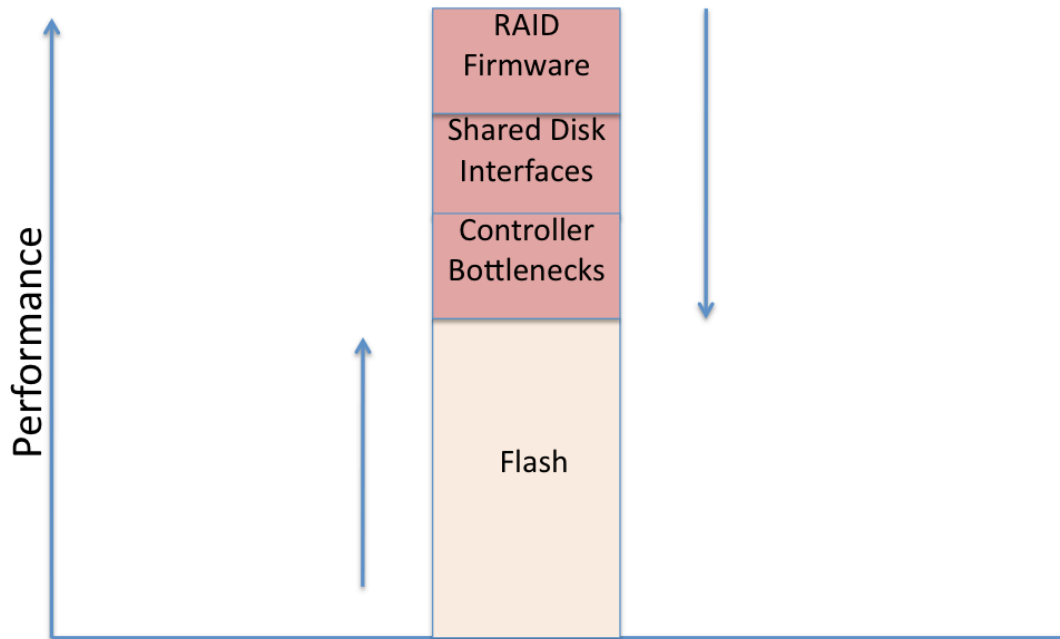 RAID
Firmware
Shared Disk
Interfaces
Controller
Bottlenecks
Performance
Flash